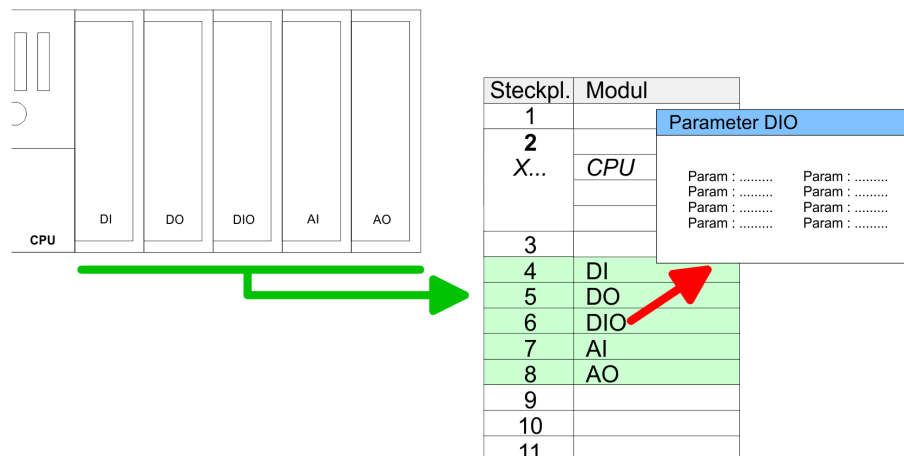 DI DO DIO AI AO
CPU
Steckpl. Modul
1
2
X... CPU
3
4 DI
5 DO
6 DIO
7 AI
8 AO
9
10
11
Parameter DIO
Param : ......... Param : .........
Param : ......... Param : .........
Param : ......... Param : .........
Param : ......... Param : .........